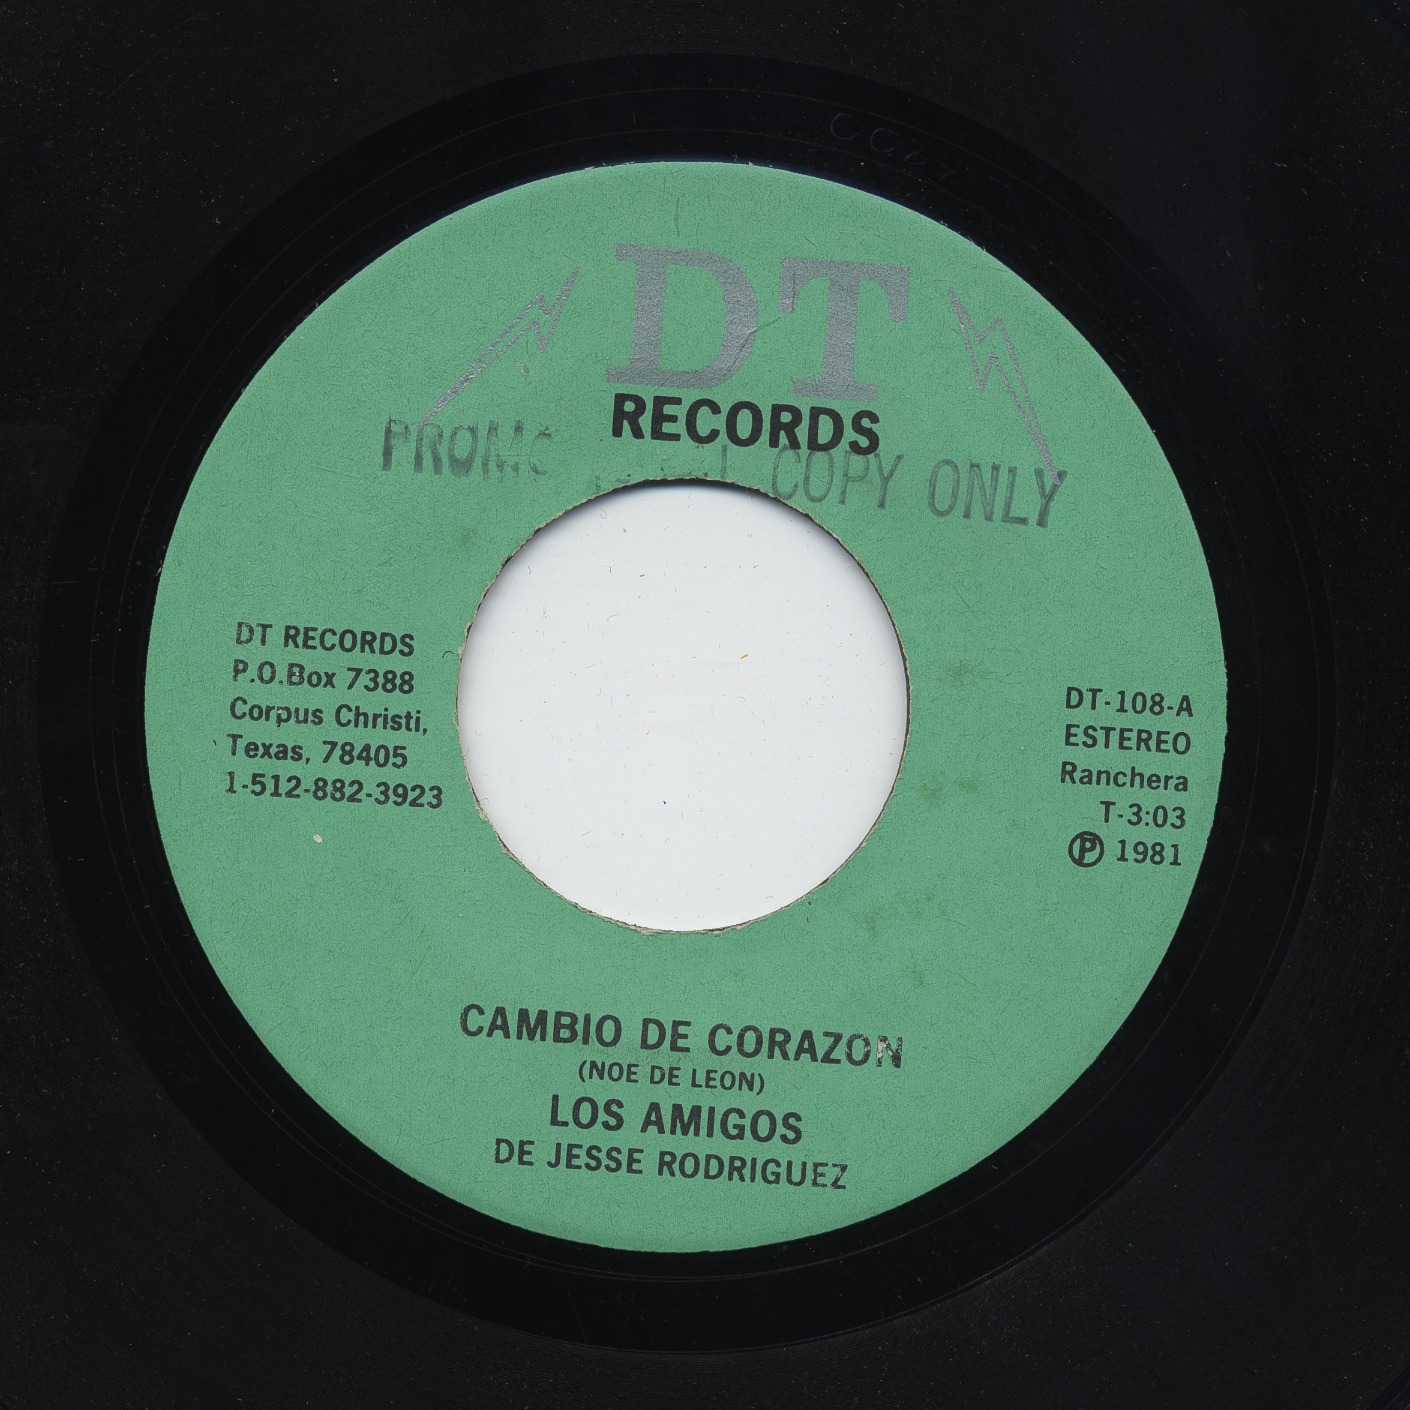 DT
RECORDS
COPY ONLY
DT RECORDS
P.O.Box 7388
Corpus Christi,
Texas, 78405
1-512-882-3923
DT-108-A
ESTEREO
Ranchera
T-3:03
Ⓟ 1981
CAMBIO DE CORAZON
(NOE DE LEON)
LOS AMIGOS
DE JESSE RODRIGUEZ